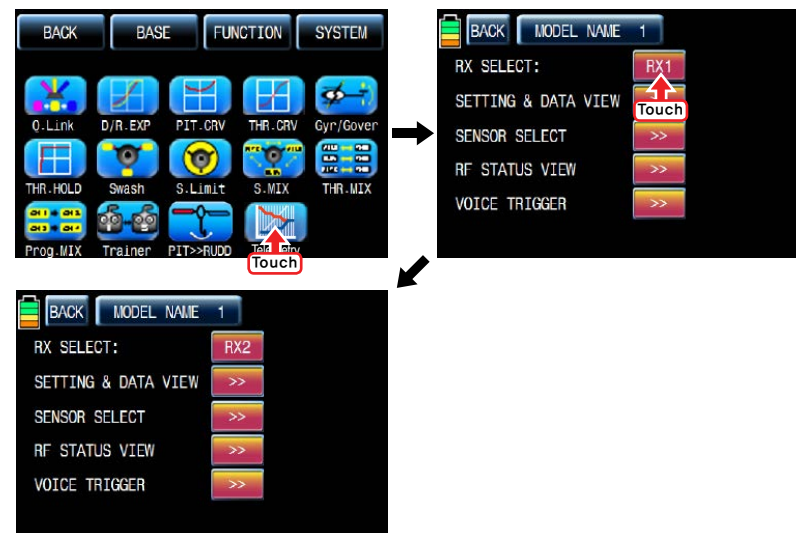 BACK BASE FUNCTION SYSTEM
Q.Link D/R.EXP PIT.CRV THR.CRV Gyr/Gover
THR.HOLD Swash S.Limit S.MIX THR.MIX
Prog.MIX Trainer PIT>>RUDD Telemetry
Touch
BACK MODEL NAME 1
RX SELECT: RX1
SETTING & DATA VIEW
Touch
SENSOR SELECT >>
RF STATUS VIEW >>
VOICE TRIGGER >>
BACK MODEL NAME 1
RX SELECT: RX2
SETTING & DATA VIEW >>
SENSOR SELECT >>
RF STATUS VIEW >>
VOICE TRIGGER >>